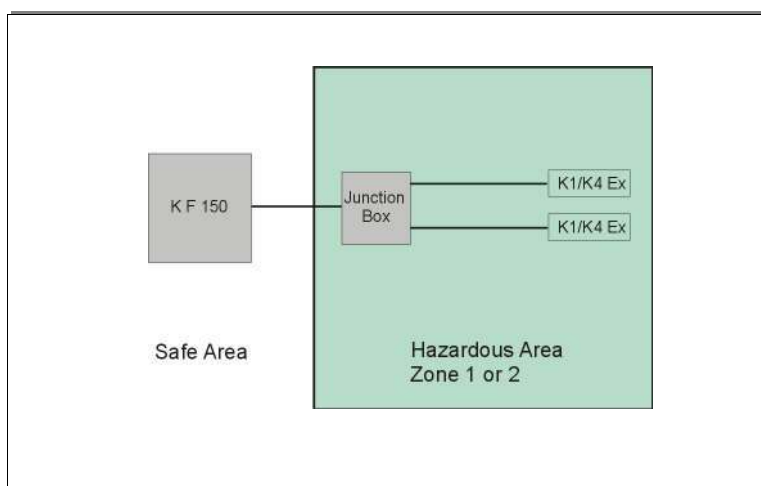 K F 150
Junction
Box
K1/K4 Ex
K1/K4 Ex
Safe Area
Hazardous Area
Zone 1 or 2